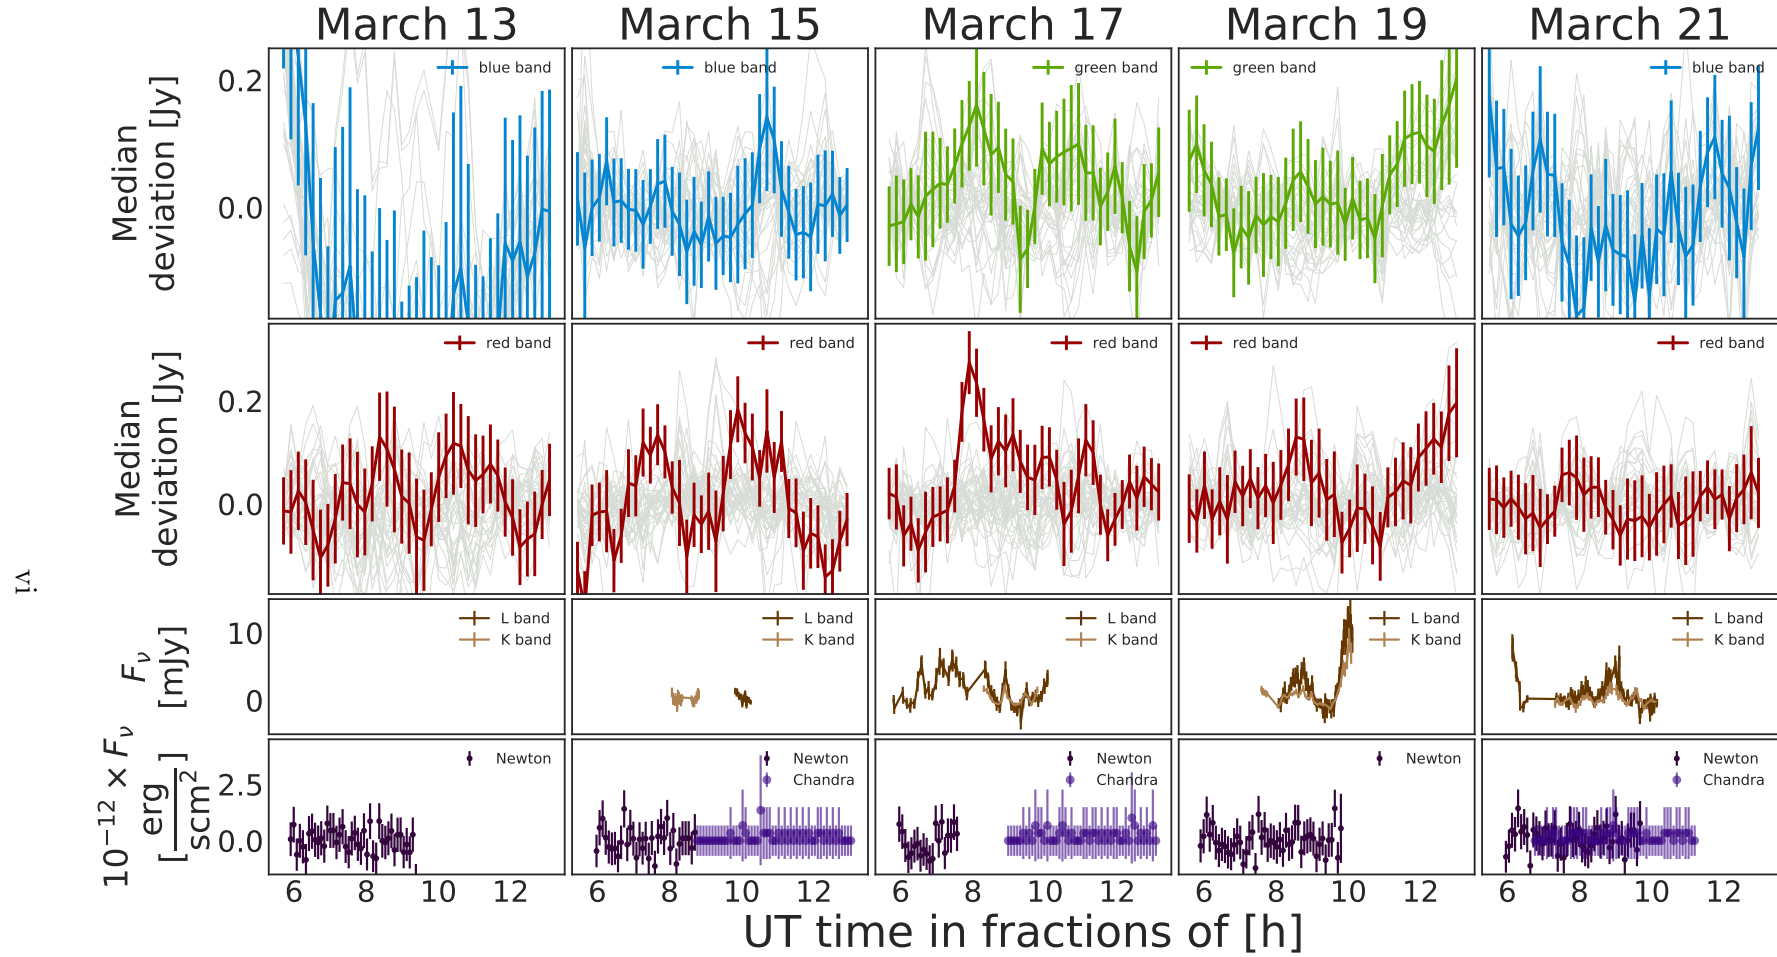 March 13 March 15 March 17 March 19 March 21
Median
deviation [Jy]
0.2
0.0
blue band
blue band
green band
green band
blue band
Median
deviation [Jy]
0.2
0.0
red band
red band
red band
red band
red band
F_ν
[mJy]
10
0
L band
K band
L band
K band
L band
K band
L band
K band
L band
K band
10⁻¹² × F_ν
[erg/scm²]
2.5
0.0
Newton
Newton
Chandra
Newton
Chandra
Newton
Newton
Chandra
6 8 10 12 6 8 10 12 6 8 10 12 6 8 10 12 6 8 10 12
UT time in fractions of [h]
vi